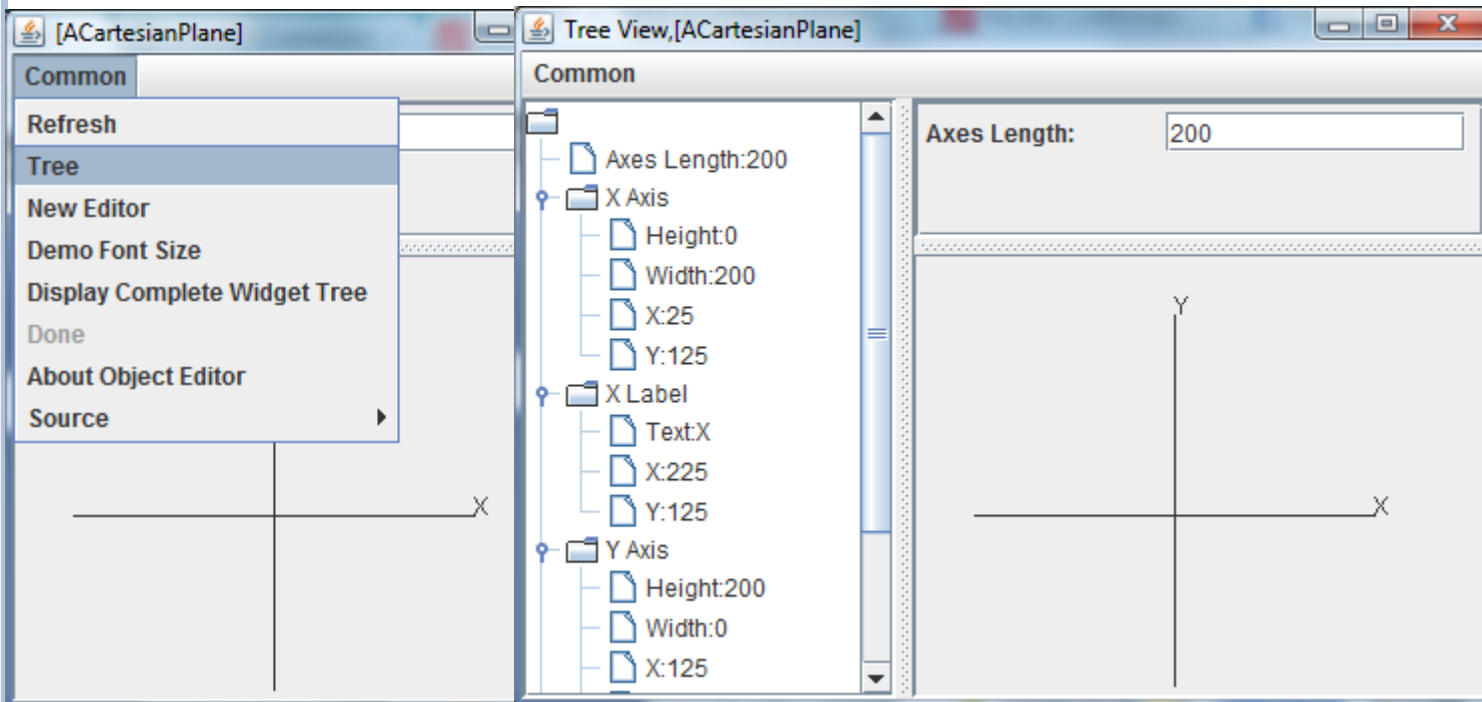 [ACartesianPlane]
Common
Refresh
Tree
New Editor
Demo Font Size
Display Complete Widget Tree
Done
About Object Editor
Source
X
Tree View,[ACartesianPlane]
Common
Axes Length:200
X Axis
Height:0
Width:200
X:25
Y:125
X Label
Text:X
X:225
Y:125
Y Axis
Height:200
Width:0
X:125
Axes Length: 200
Y
X